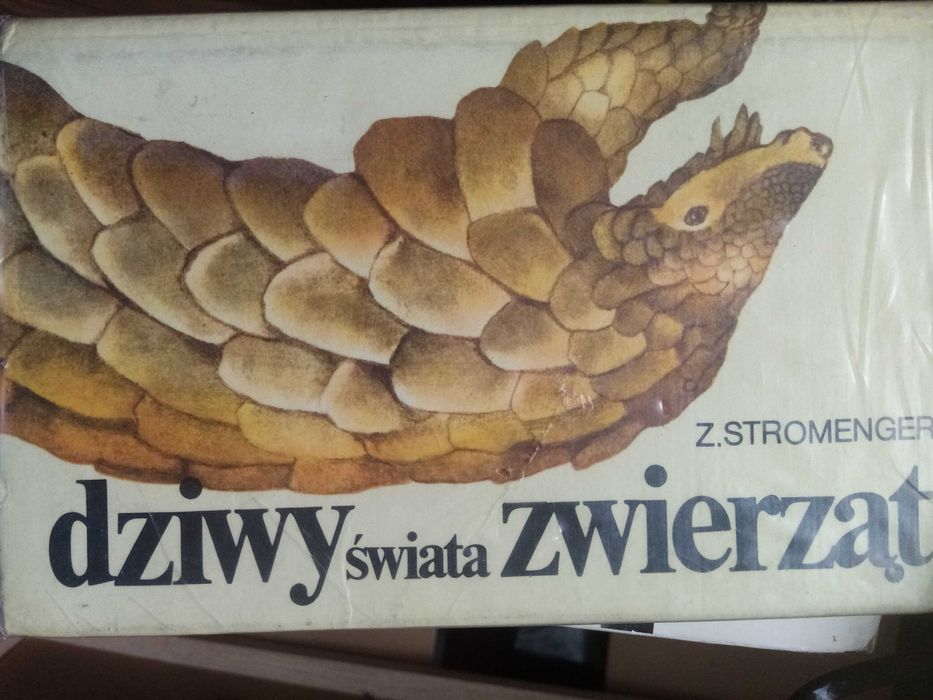 Z. STROMENGER
dziwy świata zwierząt